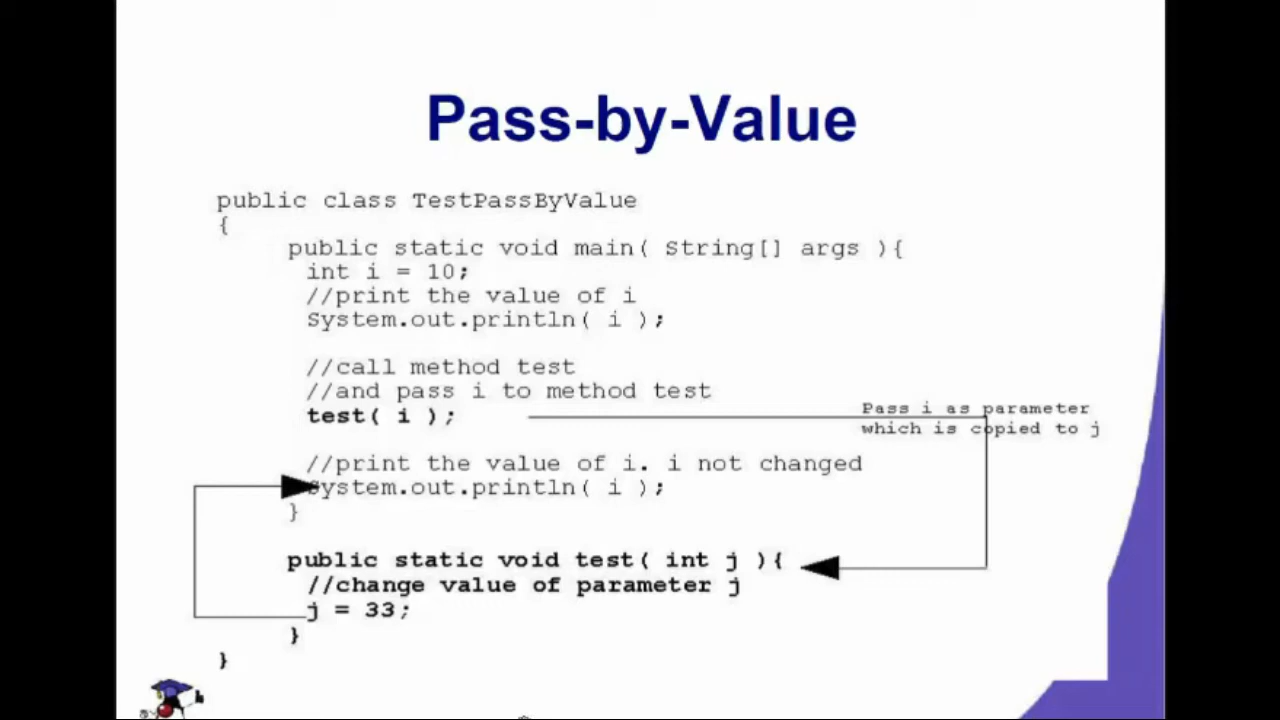 Pass-by-Value
public class TestPassByValue
{
public static void main( String[] args ){
int i = 10;
//print the value of i
System.out.println( i );
//call method test
//and pass i to method test
test( i );
Pass i as parameter
which is copied to j
//print the value of i. i not changed
System.out.println( i );
}
public static void test( int j ){
//change value of parameter j
j = 33;
}
}